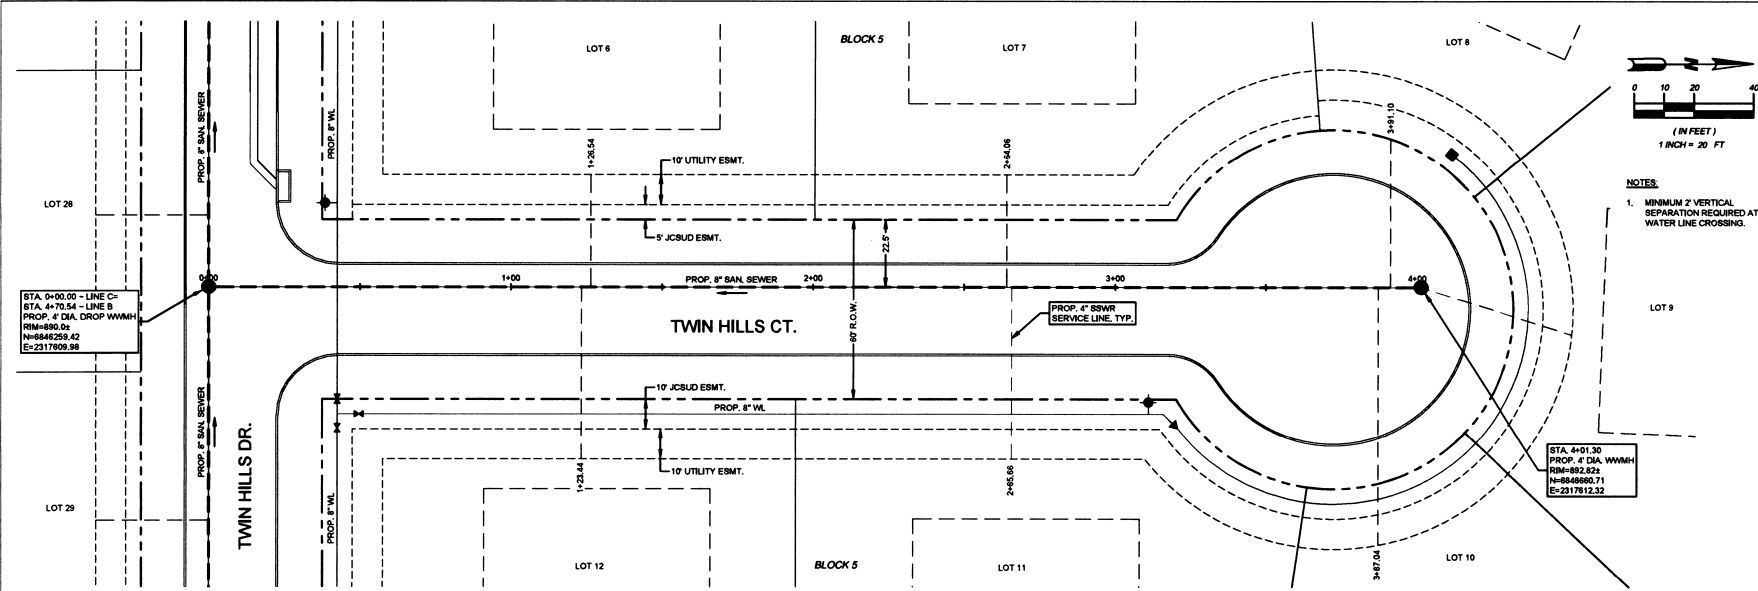 LOT 6
BLOCK 5
LOT 7
LOT 8
N
0 10 20 40
( IN FEET )
1 INCH = 20 FT
NOTES:
1. MINIMUM 2' VERTICAL
SEPARATION REQUIRED AT
WATER LINE CROSSING.
PROP. 8" SAN. SEWER
PROP. 8" WL
1+26.54
10' UTILITY ESMT.
2+64.06
3+91.10
LOT 28
5' JCSUD ESMT.
22.5'
0+00
1+00
PROP. 8" SAN. SEWER
2+00
3+00
4+00
STA. 0+00.00 ~ LINE C=
STA. 4+70.54 ~ LINE B
PROP. 4' DIA. DROP WWMH
RIM=890.0±
N=6846259.42
E=2317609.98
TWIN HILLS CT.
60' R.O.W.
PROP. 4" SSWR
SERVICE LINE, TYP.
LOT 9
10' JCSUD ESMT.
PROP. 8" WL
PROP. 8" SAN. SEWER
TWIN HILLS DR.
10' UTILITY ESMT.
1+23.44
2+65.66
STA. 4+01.30
PROP. 4' DIA. WWMH
RIM=892.82±
N=6846660.71
E=2317612.32
LOT 29
PROP. 8" WL
LOT 12
BLOCK 5
LOT 11
3+87.04
LOT 10